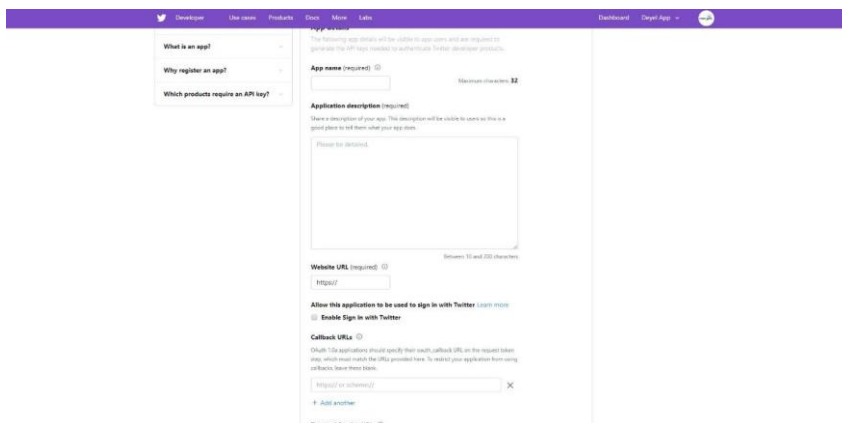 Developer Use cases Products Docs More Labs Dashboard Deyel App
What is an app?
Why register an app?
Which products require an API key?
App details
The following app details will be visible to app users and are required to
generate the API keys needed to authenticate Twitter developer products.
App name (required)
Maximum characters: 32
Application description (required)
Share a description of your app. This description will be visible to users so this is a
good place to tell them what your app does.
Please be detailed.
Between 10 and 200 characters
Website URL (required)
https://
Allow this application to be used to sign in with Twitter Learn more
Enable Sign in with Twitter
Callback URLs
OAuth 1.0a applications should specify their oauth_callback URL on the request token
step, which must match the URLs provided here. To restrict your application from using
callbacks, leave these blank.
https:// or scheme://
+ Add another